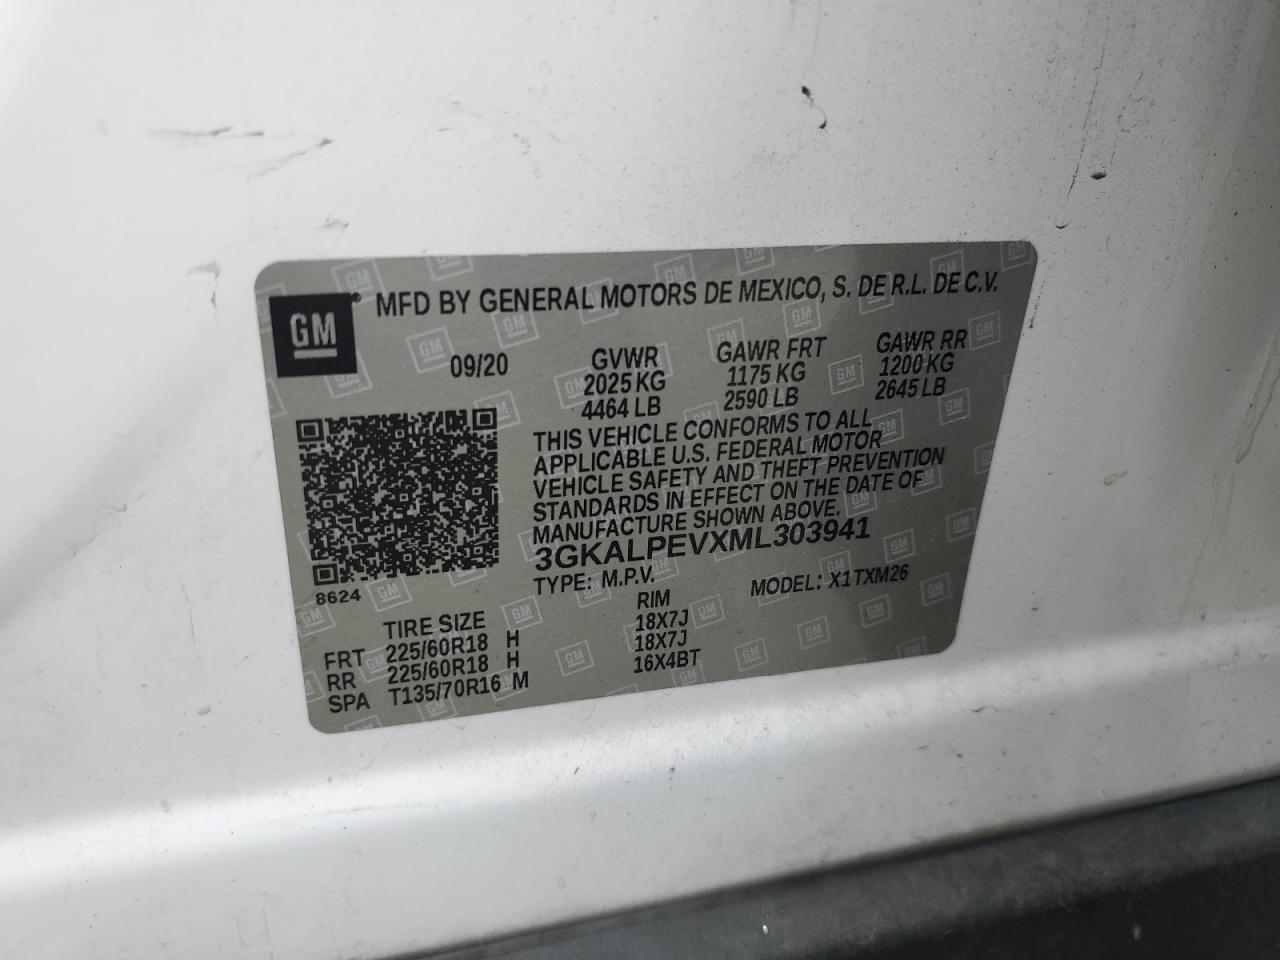 GM® MFD BY GENERAL MOTORS DE MEXICO, S. DE R.L. DE C.V.
09/20 GVWR GAWR FRT GAWR RR
2025 KG 1175 KG 1200 KG
4464 LB 2590 LB 2645 LB
THIS VEHICLE CONFORMS TO ALL
APPLICABLE U.S. FEDERAL MOTOR
VEHICLE SAFETY AND THEFT PREVENTION
STANDARDS IN EFFECT ON THE DATE OF
MANUFACTURE SHOWN ABOVE.
3GKALPEVXML303941
8624 TYPE: M.P.V. MODEL: X1TXM26
TIRE SIZE RIM
FRT 225/60R18 H 18X7J
RR 225/60R18 H 18X7J
SPA T135/70R16 M 16X4BT